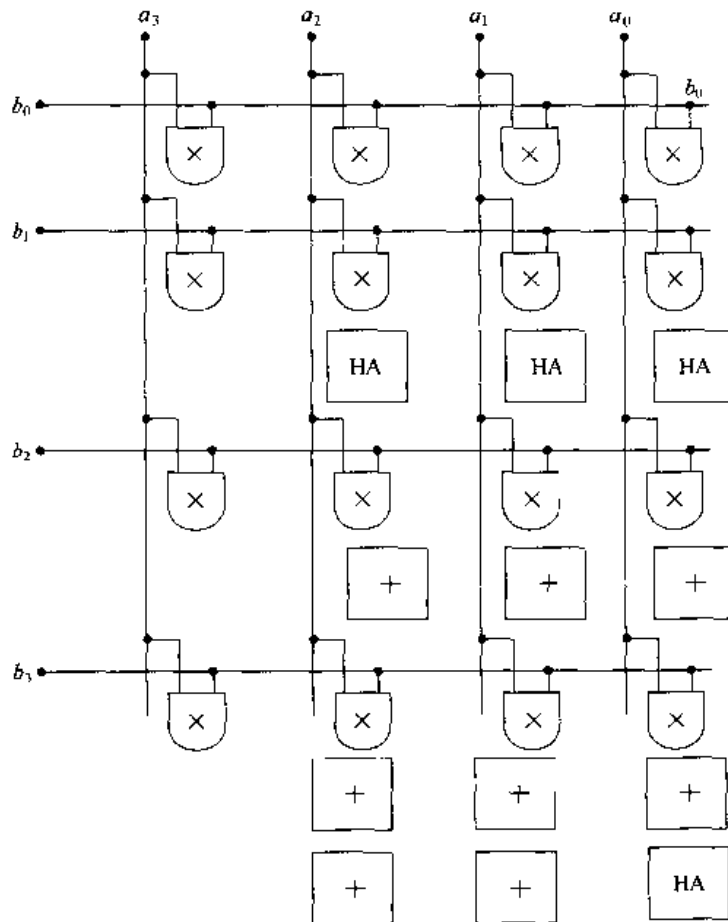 a₃ a₂ a₁ a₀
b₀ b₀
× × × ×
b₁
× × × ×
HA HA HA
b₂
× × × ×
+ + +
b₃
× × × ×
+ + +
+ + HA